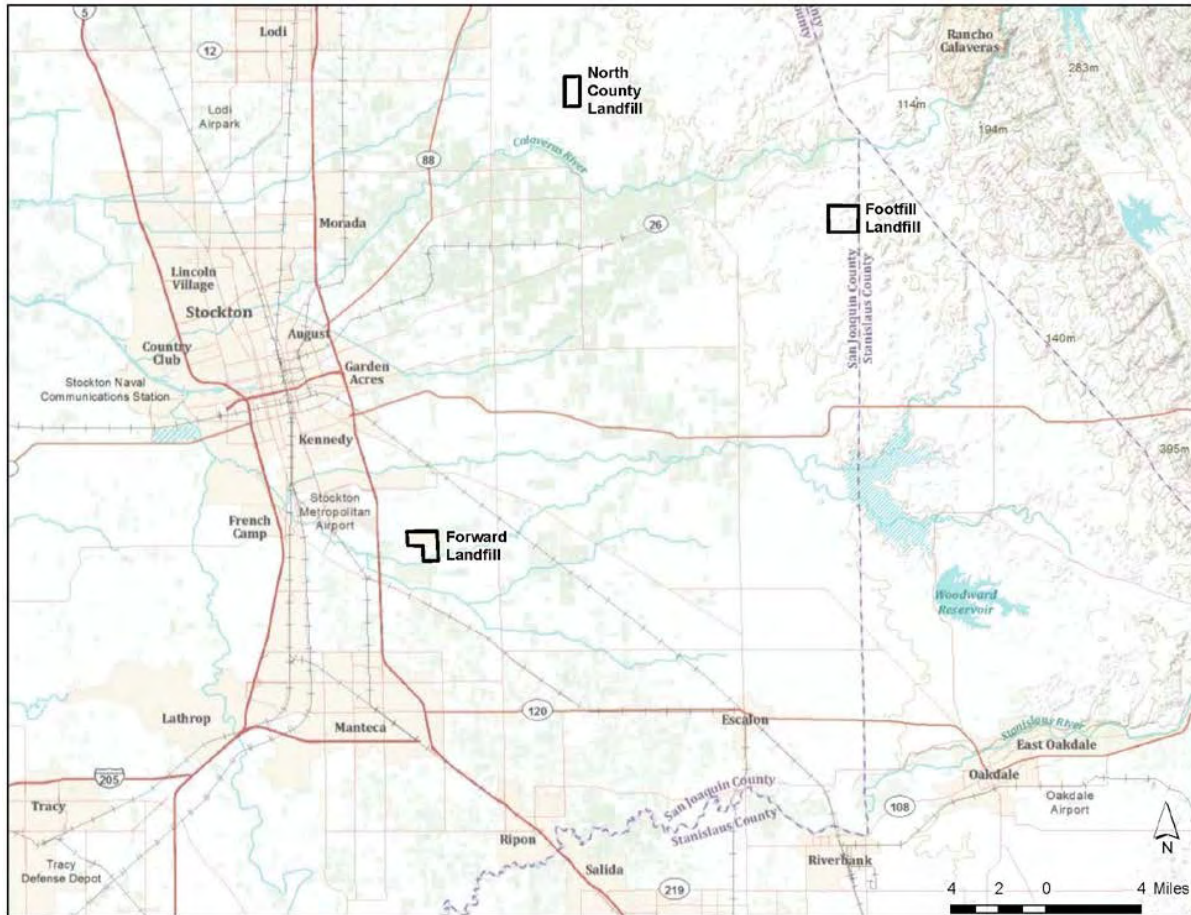 5
Lodi
12
Lodi
Airpark
North
County
Landfill
County
County
Rancho
Calaveras
283m
114m
194m
88
Calaveras River
Morada
26
Footfill
Landfill
Lincoln
Village
Stockton
August
Country
Club
Garden
Acres
Stockton Naval
Communications Station
San Joaquin County
Stanislaus County
140m
Kennedy
395m
Stockton
Metropolitan
Airport
French
Camp
Forward
Landfill
Woodward
Reservoir
Lathrop
Manteca
120
Escalon
Stanislaus River
East Oakdale
Oakdale
205
Tracy
San Joaquin County
Stanislaus County
108
Oakdale
Airport
N
Ripon
Riverbank
Tracy
Defense Depot
Salida
219
4 2 0 4 Miles